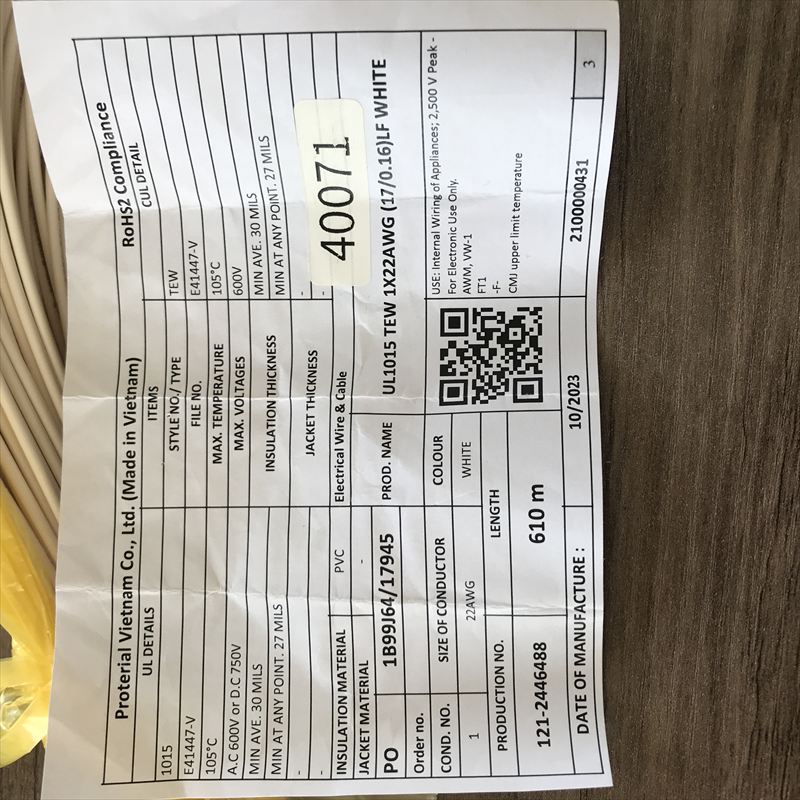 Proterial Vietnam Co., Ltd. (Made in Vietnam) RoHS2 Compliance
UL DETAILS ITEMS CUL DETAIL
1015 STYLE NO./ TYPE TEW
E41447-V FILE NO. E41447-V
105°C MAX. TEMPERATURE 105°C
A.C 600V or D.C 750V MAX. VOLTAGES 600V
MIN AVE. 30 MILS INSULATION THICKNESS MIN AVE. 30 MILS
MIN AT ANY POINT. 27 MILS MIN AT ANY POINT. 27 MILS
- JACKET THICKNESS -
- -
40071
INSULATION MATERIAL PVC Electrical Wire & Cable
JACKET MATERIAL -
PO 1B99J64/17945 PROD. NAME UL1015 TEW 1X22AWG (17/0.16)LF WHITE
Order no.
COND. NO. SIZE OF CONDUCTOR COLOUR
1 22AWG WHITE
USE: Internal Wiring of Appliances; 2,500 V Peak -
For Electronic Use Only.
AWM, VW-1
FT1
-F-
CMJ upper limit temperature
PRODUCTION NO. LENGTH
121-2446488 610 m
DATE OF MANUFACTURE : 10/2023 2100000431 3